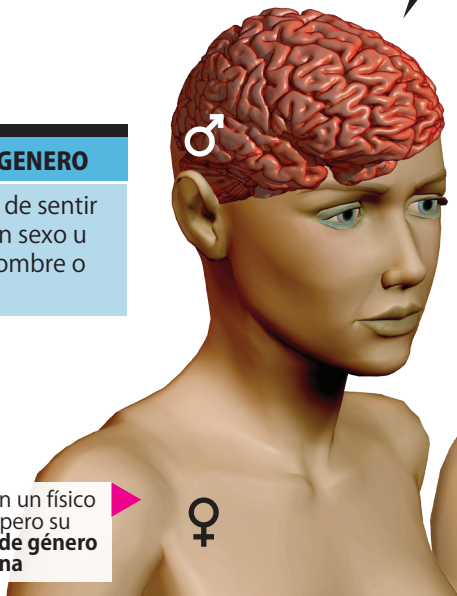 GENERO
de sentir
n sexo u
ombre o
♂
n un físico
pero su
de género
na
♀